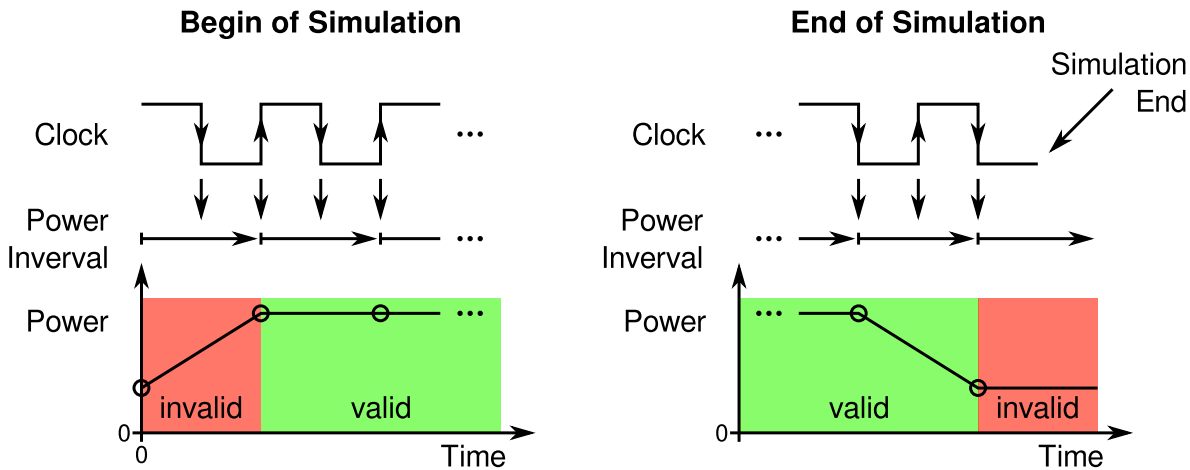 Begin of Simulation
Clock
...
Power
Inverval
...
Power
...
invalid
valid
0
0
Time
End of Simulation
Simulation
End
Clock
...
Power
Inverval
...
Power
...
valid
invalid
0
Time